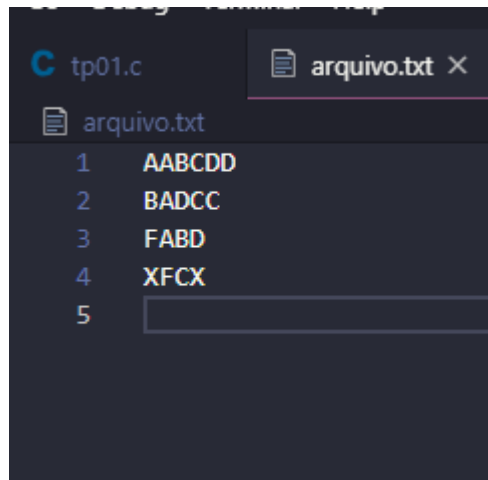 C tp01.c
arquivo.txt ×
arquivo.txt
1 AABCDD
2 BADCC
3 FABD
4 XFCX
5